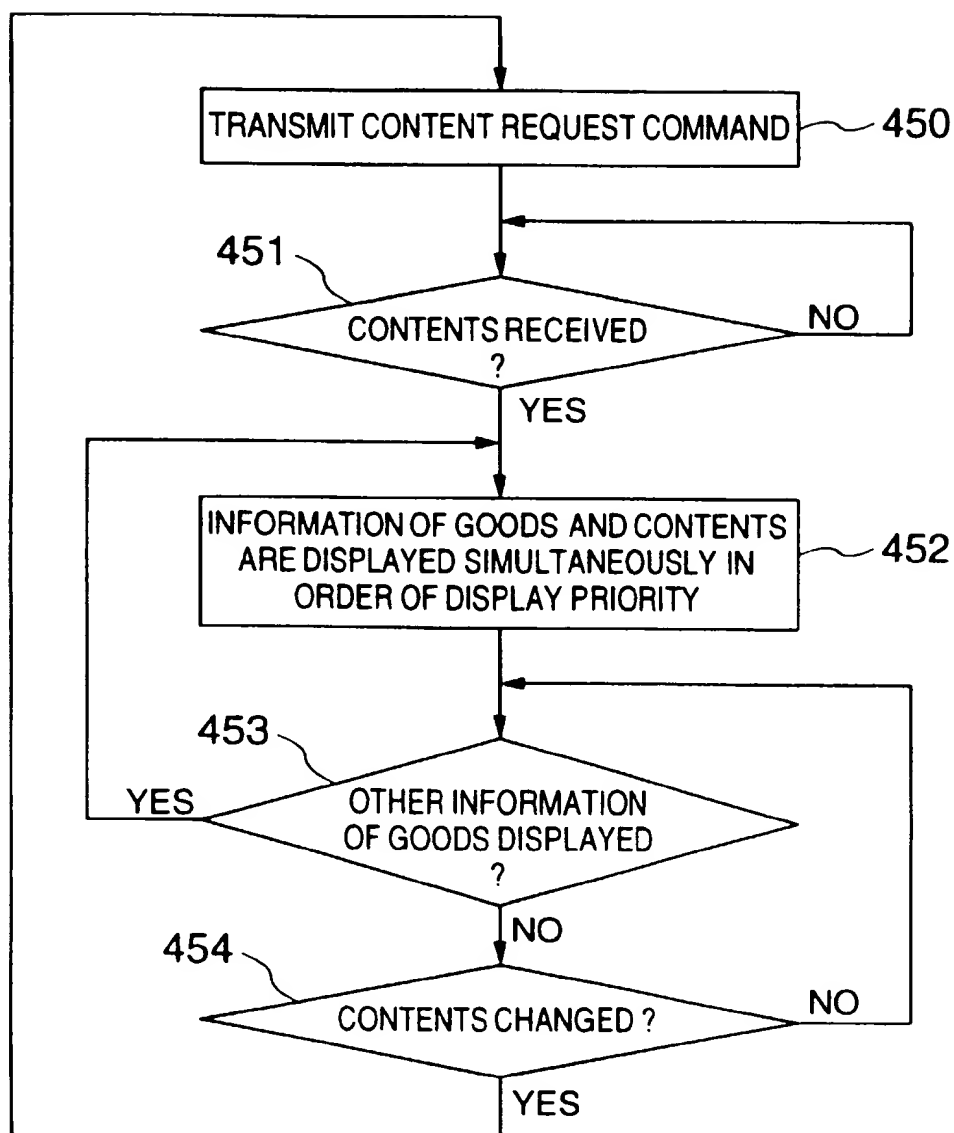 TRANSMIT CONTENT REQUEST COMMAND
450
451
CONTENTS RECEIVED
?
NO
YES
INFORMATION OF GOODS AND CONTENTS
ARE DISPLAYED SIMULTANEOUSLY IN
ORDER OF DISPLAY PRIORITY
452
453
YES
OTHER INFORMATION
OF GOODS DISPLAYED
?
NO
454
CONTENTS CHANGED ?
NO
YES